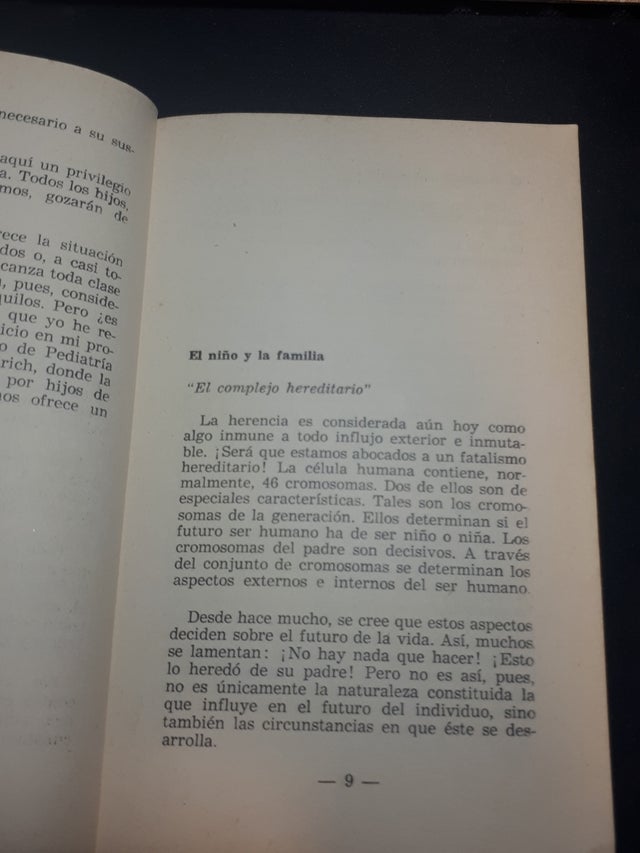 necesario a su sus-
aquí un privilegio
a. Todos los hijos,
mos, gozarán de
ece la situación
dos o, a casi to-
canza toda clase
, pues, conside-
quilos. Pero ¿es
que yo he re-
icio en mi pro-
o de Pediatría
rich, donde la
por hijos de
nos ofrece un
El niño y la familia
"El complejo hereditario"
La herencia es considerada aún hoy como
algo inmune a todo influjo exterior e inmuta-
ble. ¡Será que estamos abocados a un fatalismo
hereditario! La célula humana contiene, nor-
malmente, 46 cromosomas. Dos de ellos son de
especiales características. Tales son los cromo-
somas de la generación. Ellos determinan si el
futuro ser humano ha de ser niño o niña. Los
cromosomas del padre son decisivos. A través
del conjunto de cromosomas se determinan los
aspectos externos e internos del ser humano.
Desde hace mucho, se cree que estos aspectos
deciden sobre el futuro de la vida. Así, muchos
se lamentan: ¡No hay nada que hacer! ¡Esto
lo heredó de su padre! Pero no es así, pues,
no es únicamente la naturaleza constituida la
que influye en el futuro del individuo, sino
también las circunstancias en que éste se des-
arrolla.
— 9 —